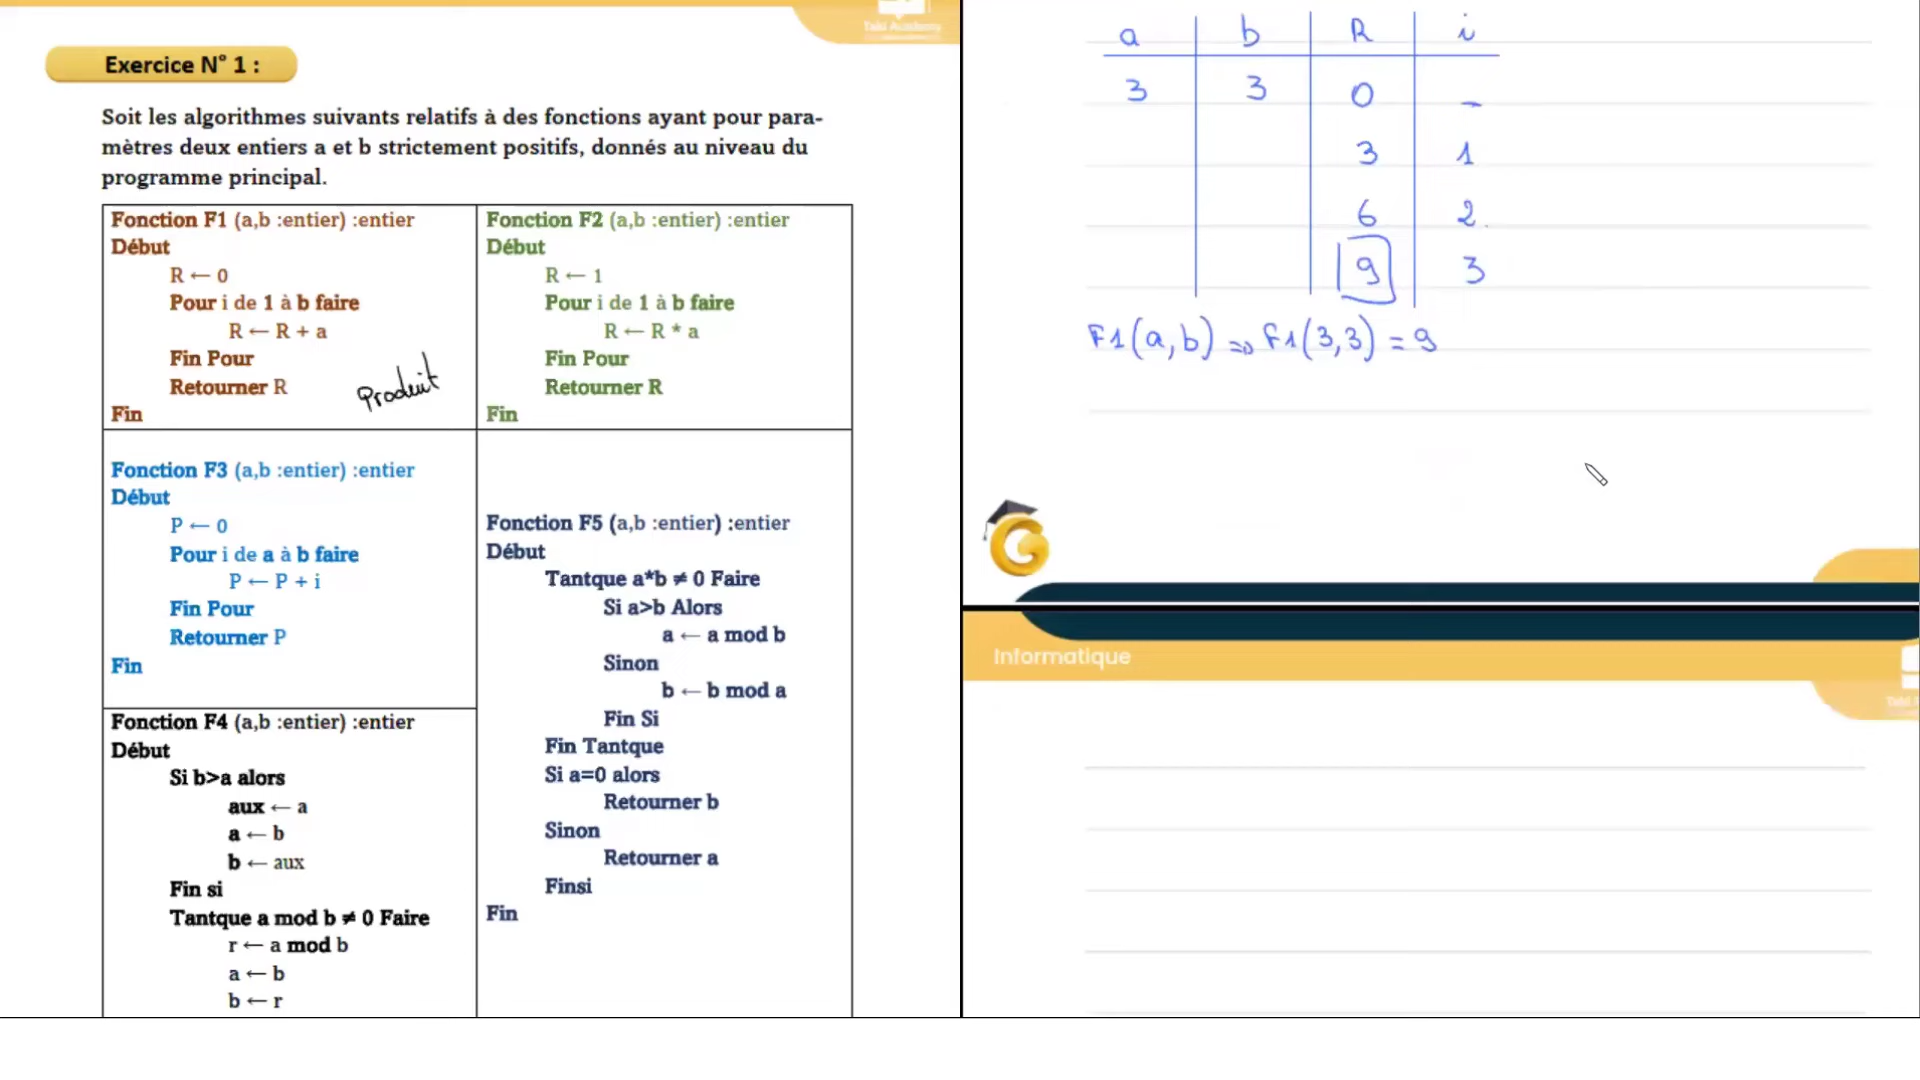 Exercice N° 1 :
Soit les algorithmes suivants relatifs à des fonctions ayant pour para-
mètres deux entiers a et b strictement positifs, donnés au niveau du
programme principal.
Fonction F1 (a,b :entier) :entier
Début
R ← 0
Pour i de 1 à b faire
R ← R + a
Fin Pour
Retourner R
Produit
Fin
Fonction F2 (a,b :entier) :entier
Début
R ← 1
Pour i de 1 à b faire
R ← R * a
Fin Pour
Retourner R
Fin
Fonction F3 (a,b :entier) :entier
Début
P ← 0
Pour i de a à b faire
P ← P + i
Fin Pour
Retourner P
Fin
Fonction F4 (a,b :entier) :entier
Début
Si b>a alors
aux ← a
a ← b
b ← aux
Fin si
Tantque a mod b ≠ 0 Faire
r ← a mod b
a ← b
b ← r
Fonction F5 (a,b :entier) :entier
Début
Tantque a*b ≠ 0 Faire
Si a>b Alors
a ← a mod b
Sinon
b ← b mod a
Fin Si
Fin Tantque
Si a=0 alors
Retourner b
Sinon
Retourner a
Finsi
Fin
a b R i
3 3 0 -
3 1
6 2
9 3
F1(a,b) => F1(3,3) = 9
Informatique